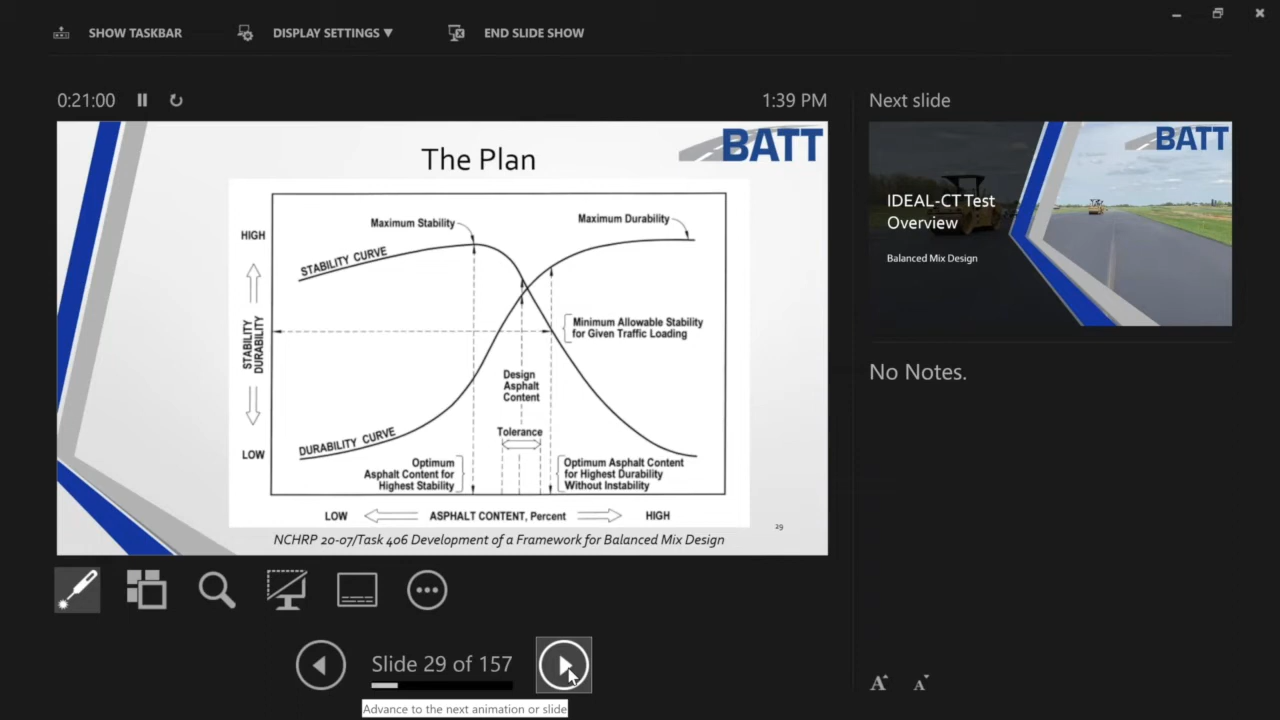 SHOW TASKBAR
DISPLAY SETTINGS ▼
END SLIDE SHOW
0:21:00
1:39 PM
Next slide
BATT
The Plan
Maximum Stability
Maximum Durability
HIGH
STABILITY CURVE
STABILITY
DURABILITY
Minimum Allowable Stability
for Given Traffic Loading
Design
Asphalt
Content
Tolerance
DURABILITY CURVE
LOW
Optimum
Asphalt Content for
Highest Stability
Optimum Asphalt Content
for Highest Durability
Without Instability
LOW
ASPHALT CONTENT, Percent
HIGH
29
NCHRP 20-07/Task 406 Development of a Framework for Balanced Mix Design
BATT
IDEAL-CT Test
Overview
Balanced Mix Design
No Notes.
Slide 29 of 157
Advance to the next animation or slide
A
A